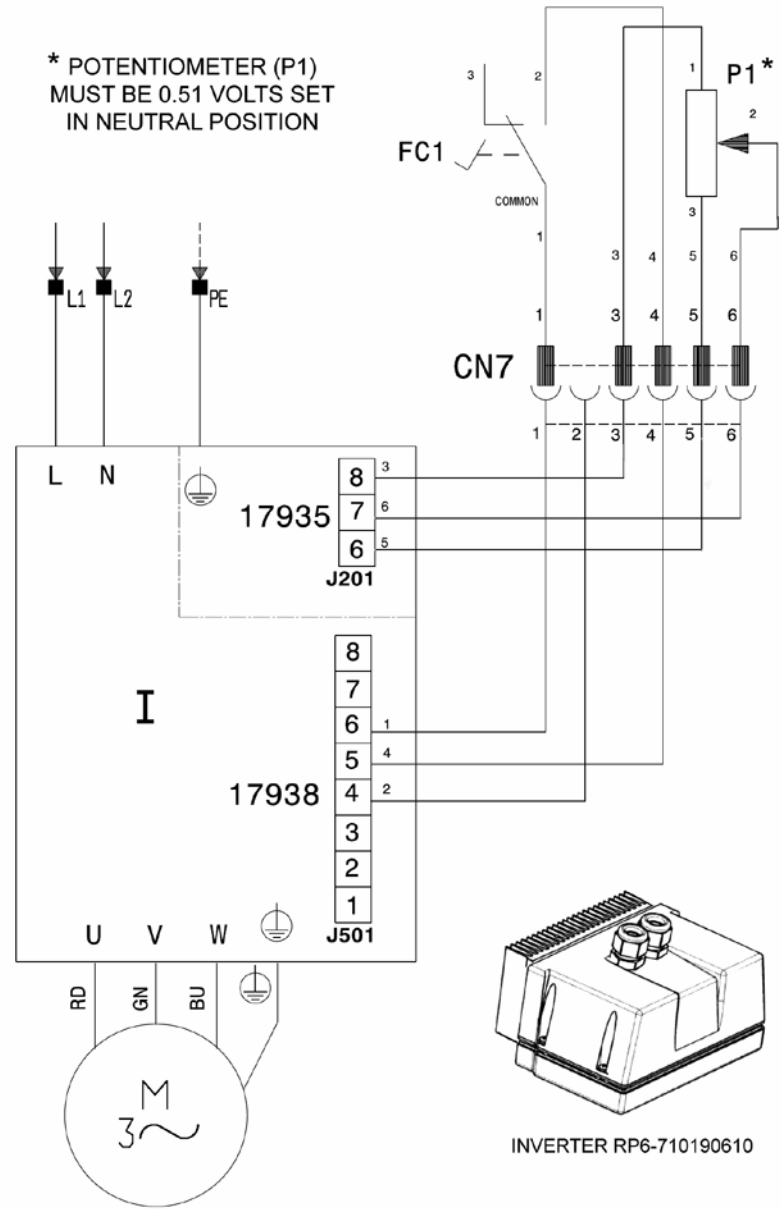 * POTENTIOMETER (P1)
MUST BE 0.51 VOLTS SET
IN NEUTRAL POSITION
3
2
1
P1*
2
FC1
COMMON
3
1
3
4
5
6
1
3
4
5
6
CN7
1
2
3
4
5
6
L1
L2
PE
L
N
8
3
17935
7
6
6
5
J201
8
7
I
6
1
5
4
17938
4
2
3
2
1
J501
U
V
W
RD
GN
BU
M
3~
INVERTER RP6-710190610